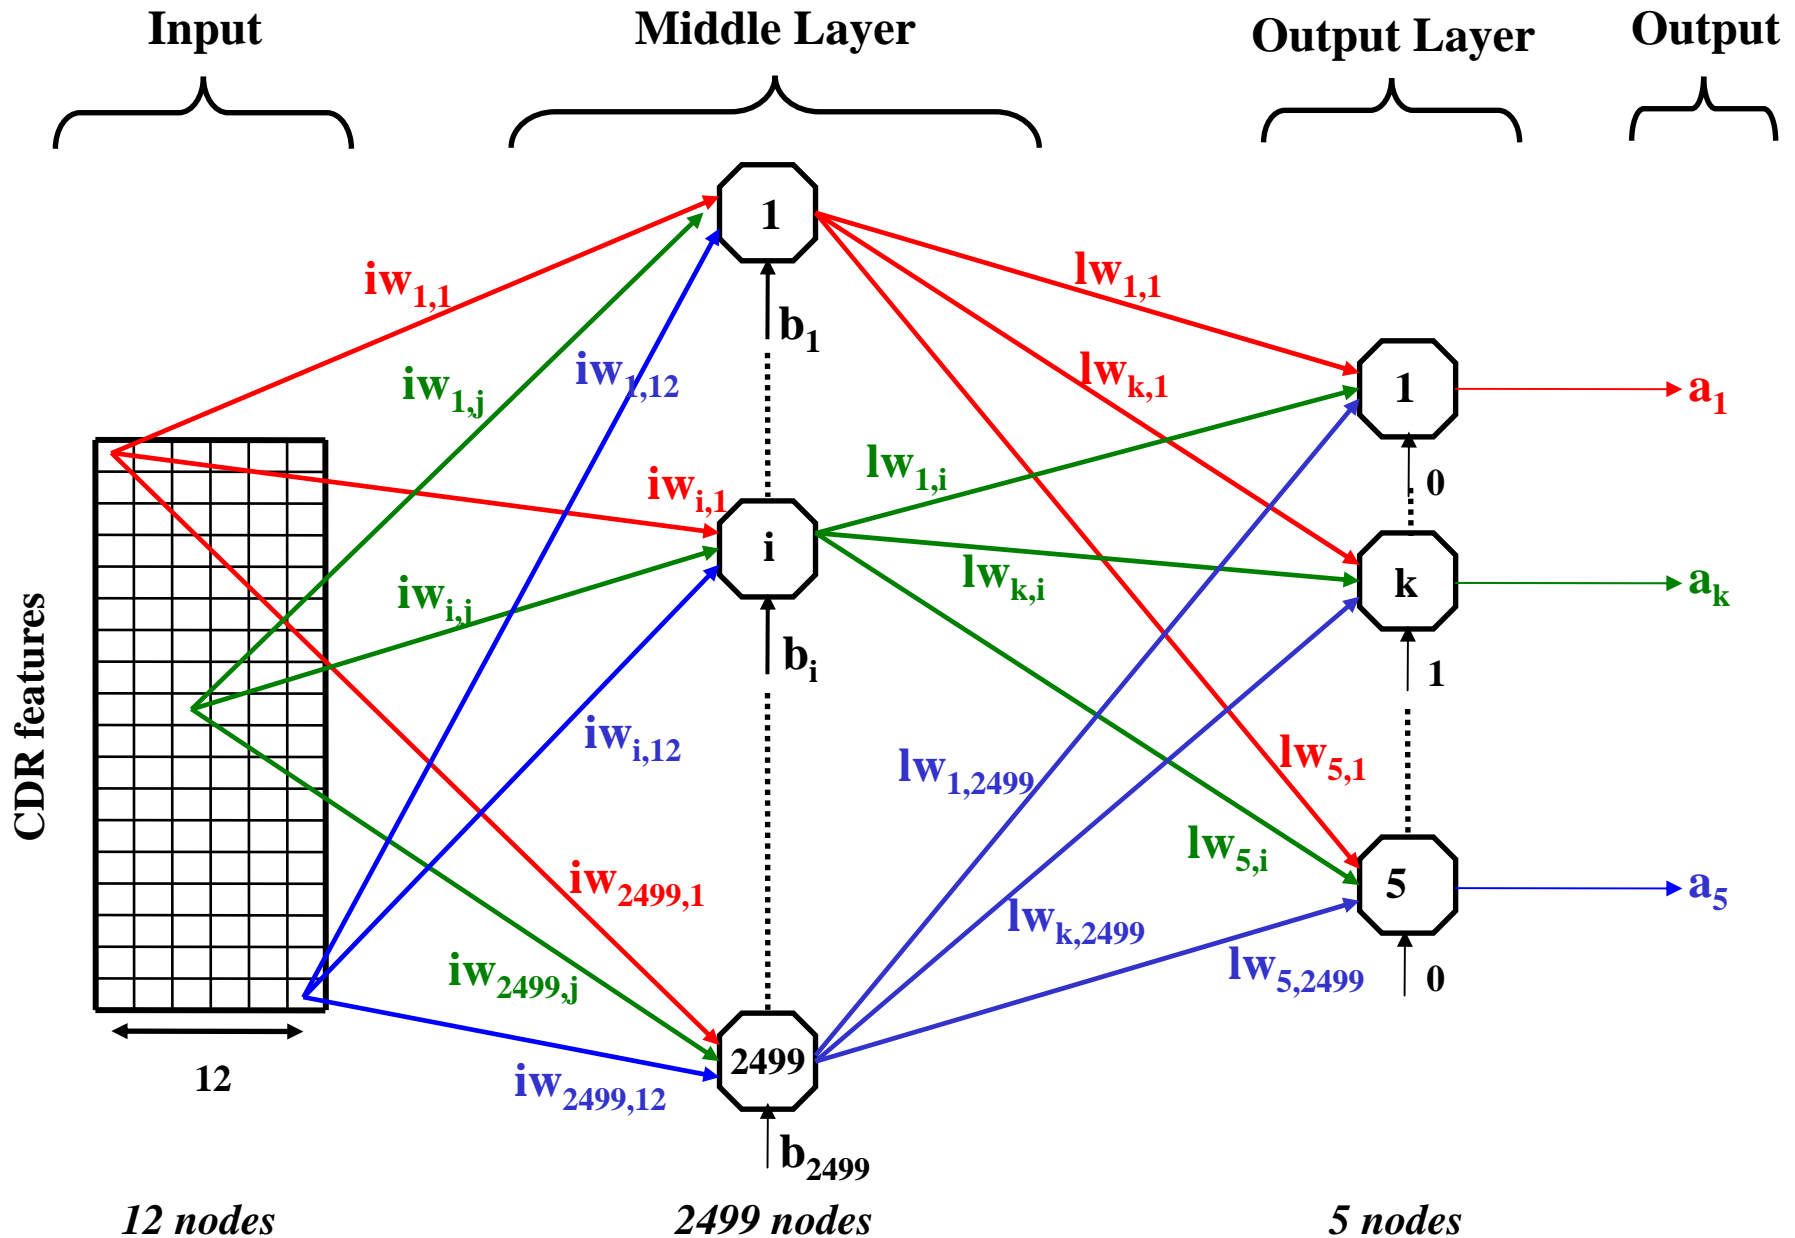 Input
Middle Layer
Output Layer
Output
CDR features
12
iw1,1
iw1,j
iw1,12
iwi,1
iwi,j
iwi,12
iw2499,1
iw2499,j
iw2499,12
1
b1
i
bi
2499
b2499
lw1,1
lwk,1
lw1,i
lwk,i
lw5,1
lw1,2499
lw5,i
lwk,2499
lw5,2499
1
0
k
1
5
0
a1
ak
a5
12 nodes
2499 nodes
5 nodes